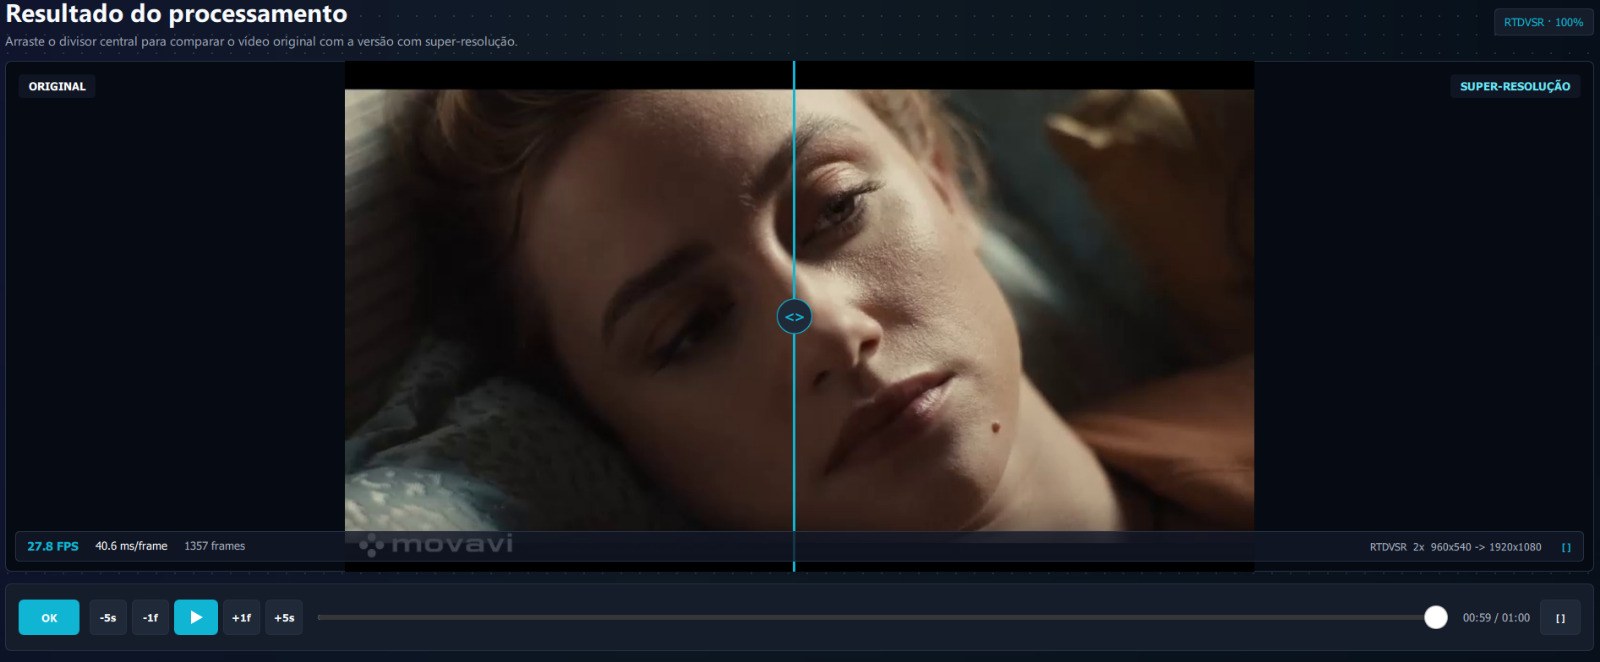 Resultado do processamento
RTDVSR · 100%
Arraste o divisor central para comparar o vídeo original com a versão com super-resolução.
ORIGINAL
SUPER-RESOLUÇÃO
<>
27.8 FPS 40.6 ms/frame 1357 frames
movavi
RTDVSR 2x 960x540 -> 1920x1080 [ ]
OK -5s -1f +1f +5s 00:59 / 01:00 [ ]